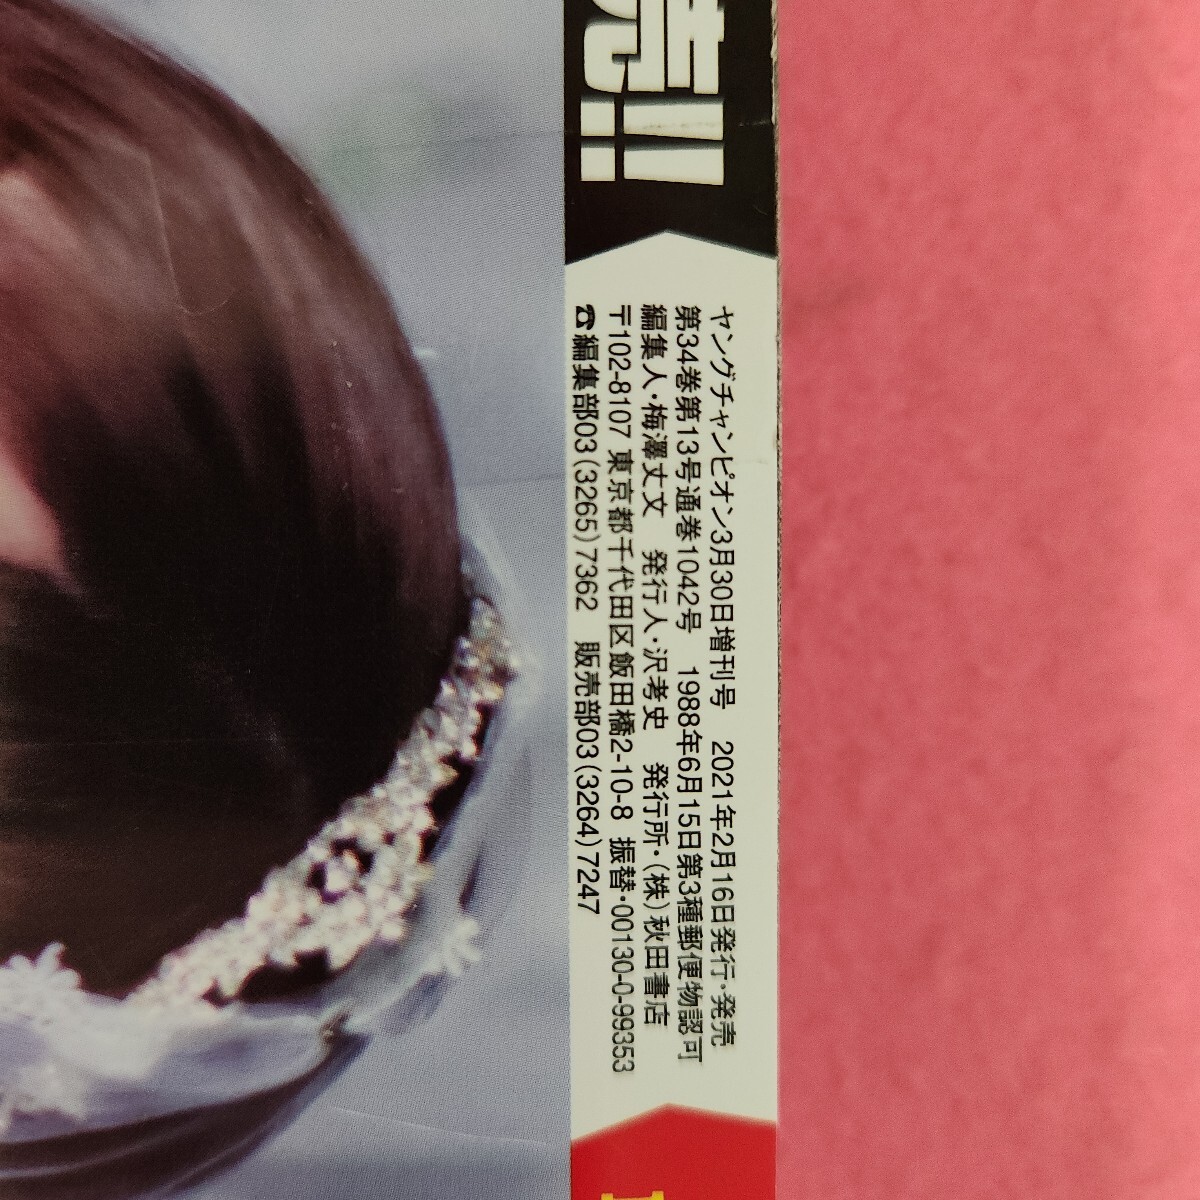 売!!
ヤングチャンピオン3月30日増刊号　2021年2月16日発行・発売
第34巻第13号通巻1042号　1988年6月15日第3種郵便物認可
編集人・梅澤丈文　発行人・沢考史　発行所・(株)秋田書店
〒102-8107 東京都千代田区飯田橋2-10-8 振替・00130-0-99353
☎編集部03(3265)7362　販売部03(3264)7247